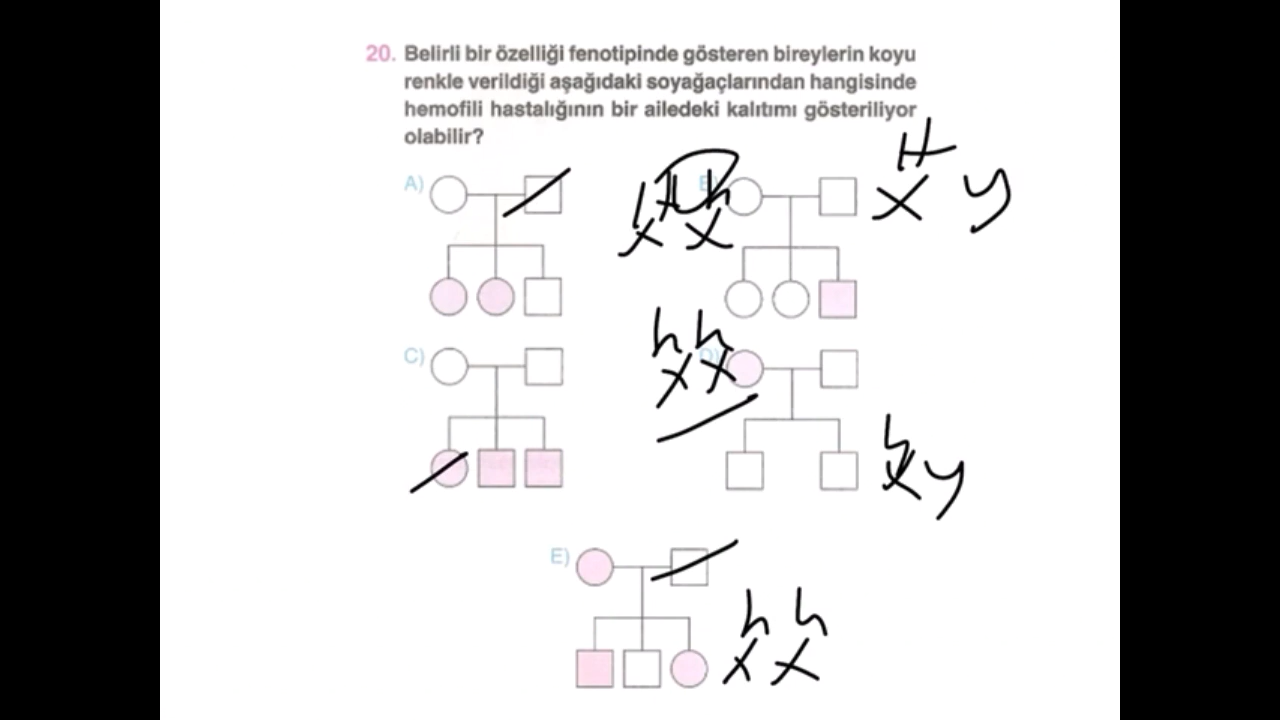 20. Belirli bir özelliği fenotipinde gösteren bireylerin koyu
renkle verildiği aşağıdaki soyağaçlarından hangisinde
hemofili hastalığının bir ailedeki kalıtımı gösteriliyor
olabilir?
A)
B)
H
X y
H h
X X
C)
D)
h h
X X
h
X y
E)
h h
X X